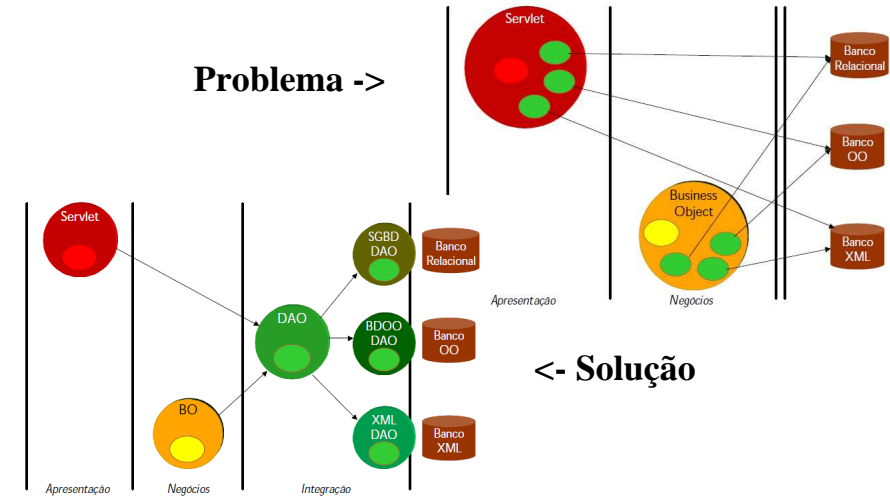 Problema ->
Servlet
Banco
Relacional
Banco
OO
Business
Object
Banco
XML
Apresentação
Negócios
Servlet
SGBD
DAO
Banco
Relacional
DAO
BDOO
DAO
Banco
OO
BO
XML
DAO
Banco
XML
Apresentação
Negócios
Integração
<- Solução